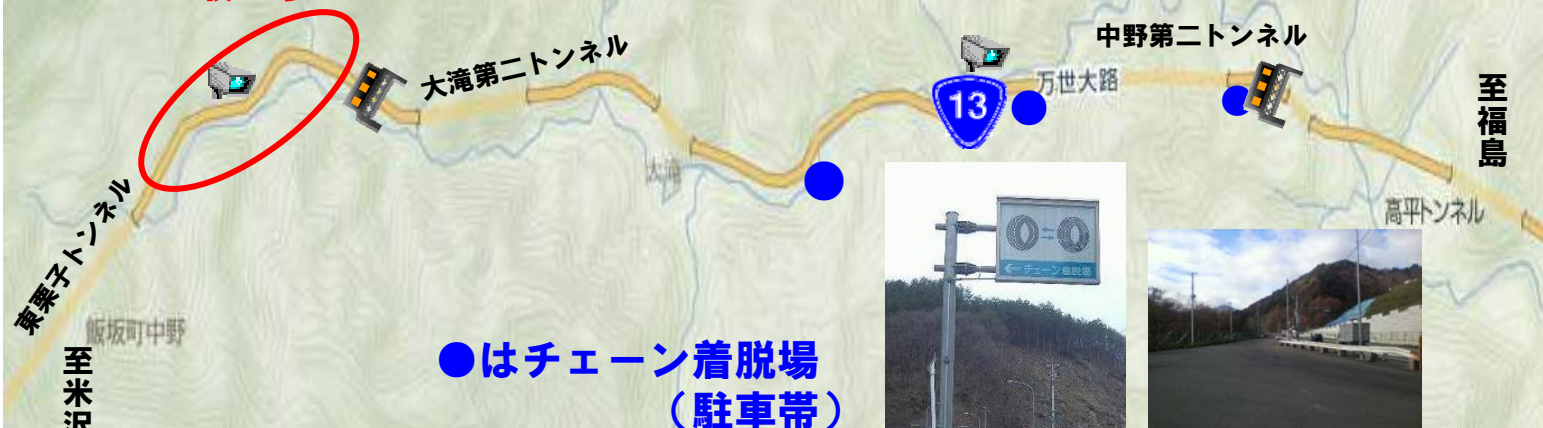 大滝第二トンネル
中野第二トンネル
13
万世大路
至福島
大滝
高平トンネル
東栗子トンネル
飯坂町中野
至米沢
●はチェーン着脱場
（駐車帯）
← チェーン着脱場